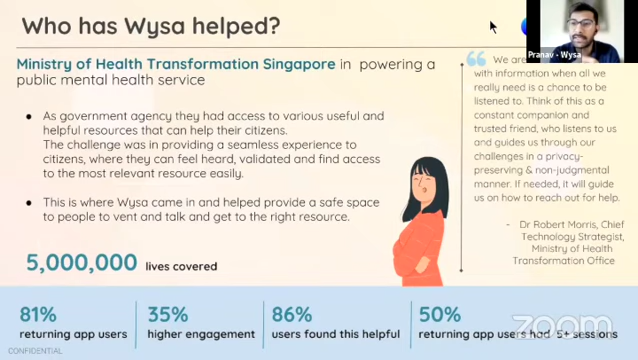 Who has Wysa helped?
Pranav - Wysa
Ministry of Health Transformation Singapore in powering a
public mental health service
● As government agency they had access to various useful and
helpful resources that can help their citizens.
The challenge was in providing a seamless experience to
citizens, where they can feel heard, validated and find access
to the most relevant resource easily.
● This is where Wysa came in and helped provide a safe space
to people to vent and talk and get to the right resource.
5,000,000 lives covered
We are
with information when all we
really need is a chance to be
listened to. Think of this as a
constant companion and
trusted friend, who listens to us
and guides us through our
challenges in a privacy-
preserving & non-judgmental
manner. If needed, it will guide
us on how to reach out for help.
- Dr Robert Morris, Chief
Technology Strategist,
Ministry of Health
Transformation Office
81%
returning app users
35%
higher engagement
86%
users found this helpful
50%
returning app users had 5+ sessions
zoom
CONFIDENTIAL